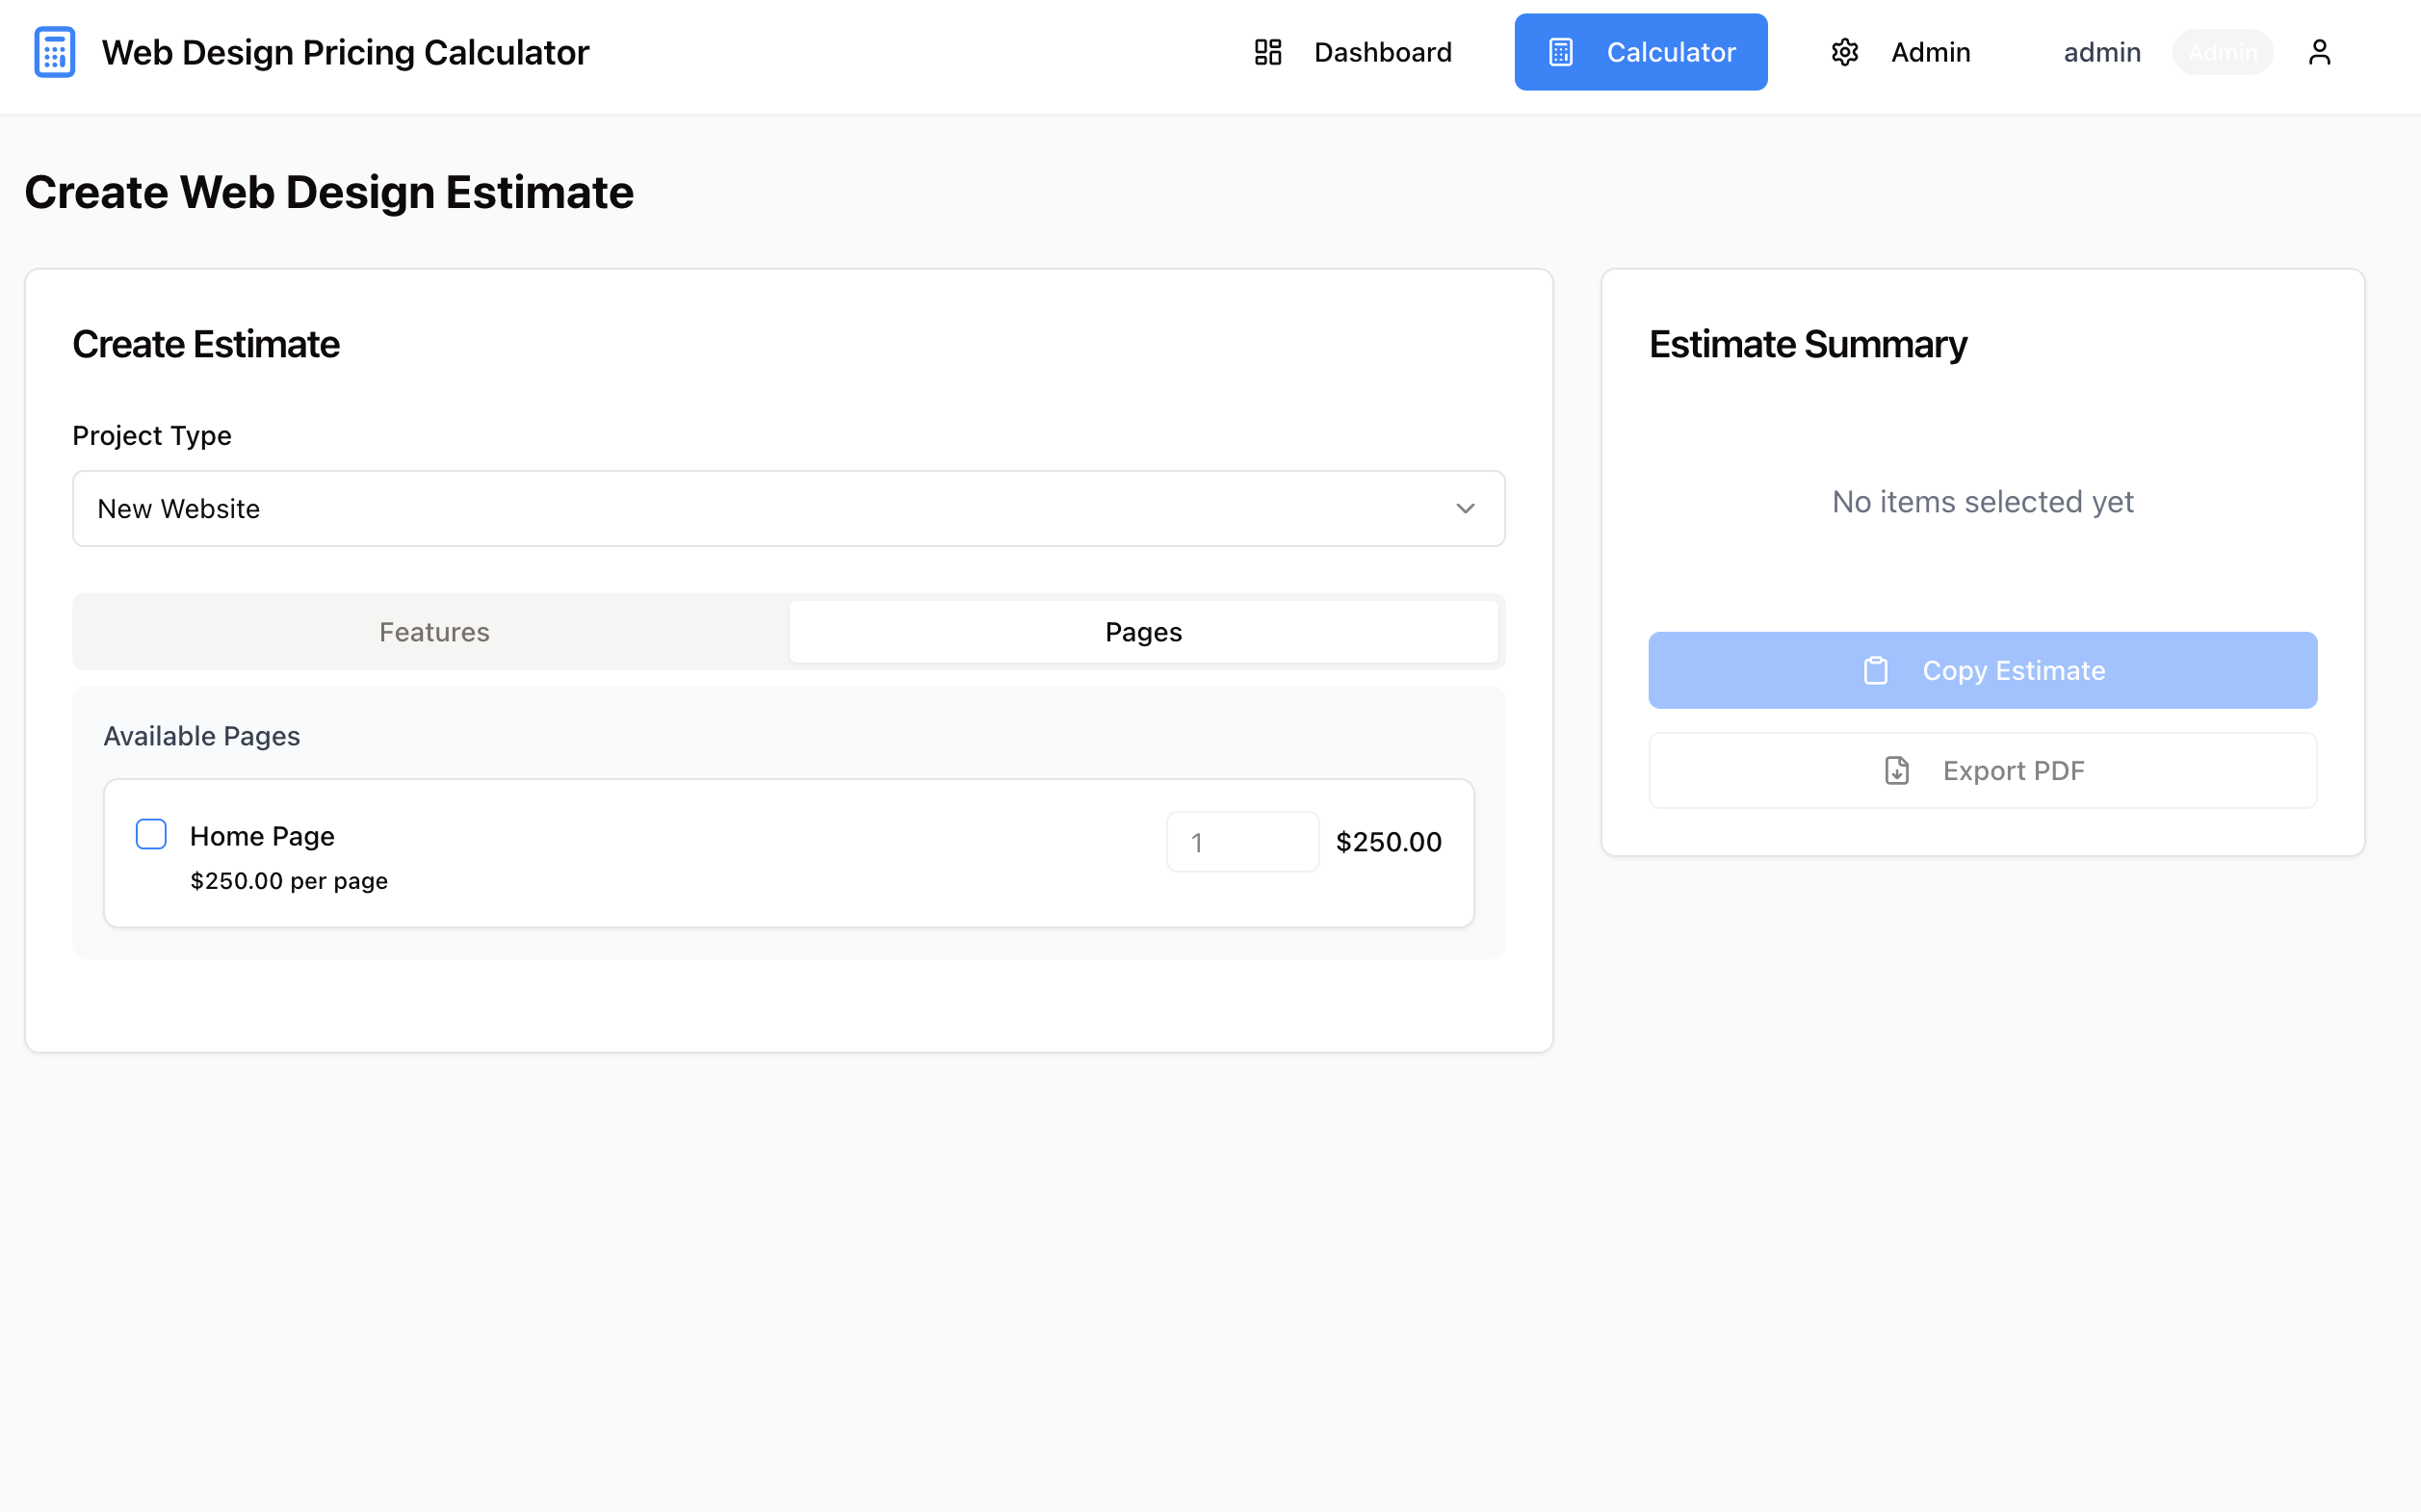 Web Design Pricing Calculator
Dashboard
Calculator
Admin
admin
Admin
Create Web Design Estimate
Create Estimate
Project Type
New Website
Features
Pages
Available Pages
Home Page
1
$250.00
$250.00 per page
Estimate Summary
No items selected yet
Copy Estimate
Export PDF